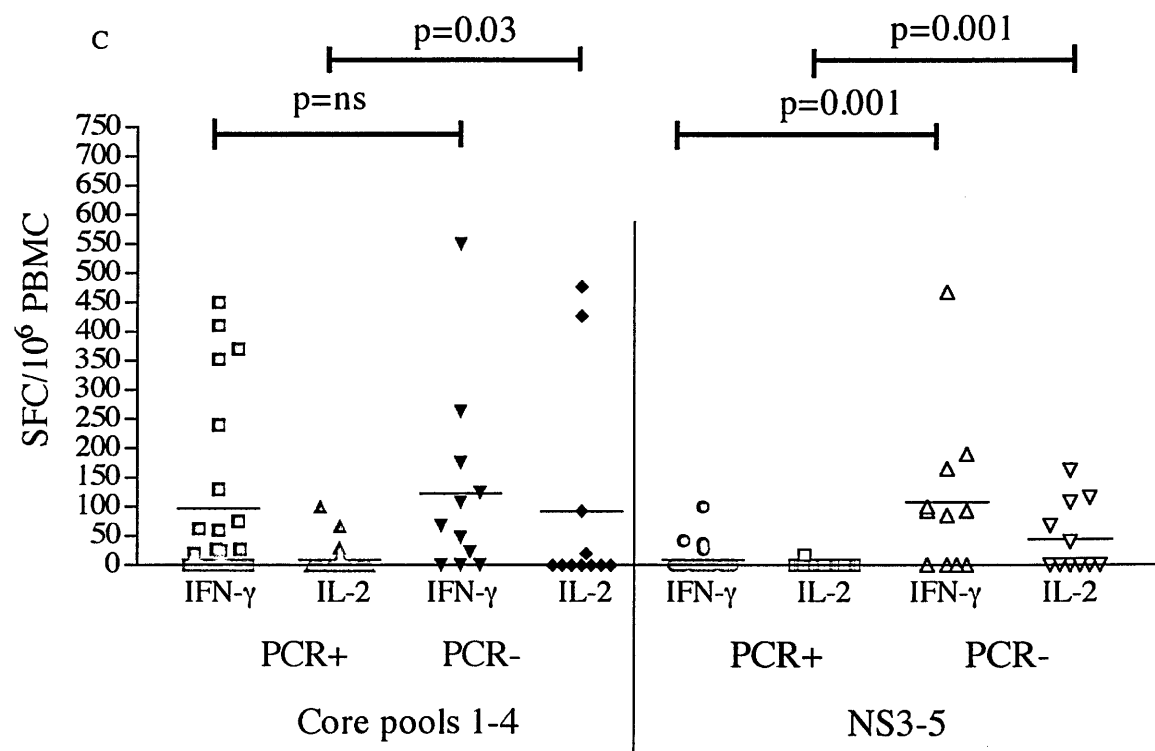 C
p=0.03
p=0.001
p=ns
p=0.001
SFC/10⁶ PBMC
750
700
650
600
550
500
450
400
350
300
250
200
150
100
50
0
IFN-γ IL-2 IFN-γ IL-2 IFN-γ IL-2 IFN-γ IL-2
PCR+ PCR- PCR+ PCR-
Core pools 1-4 NS3-5